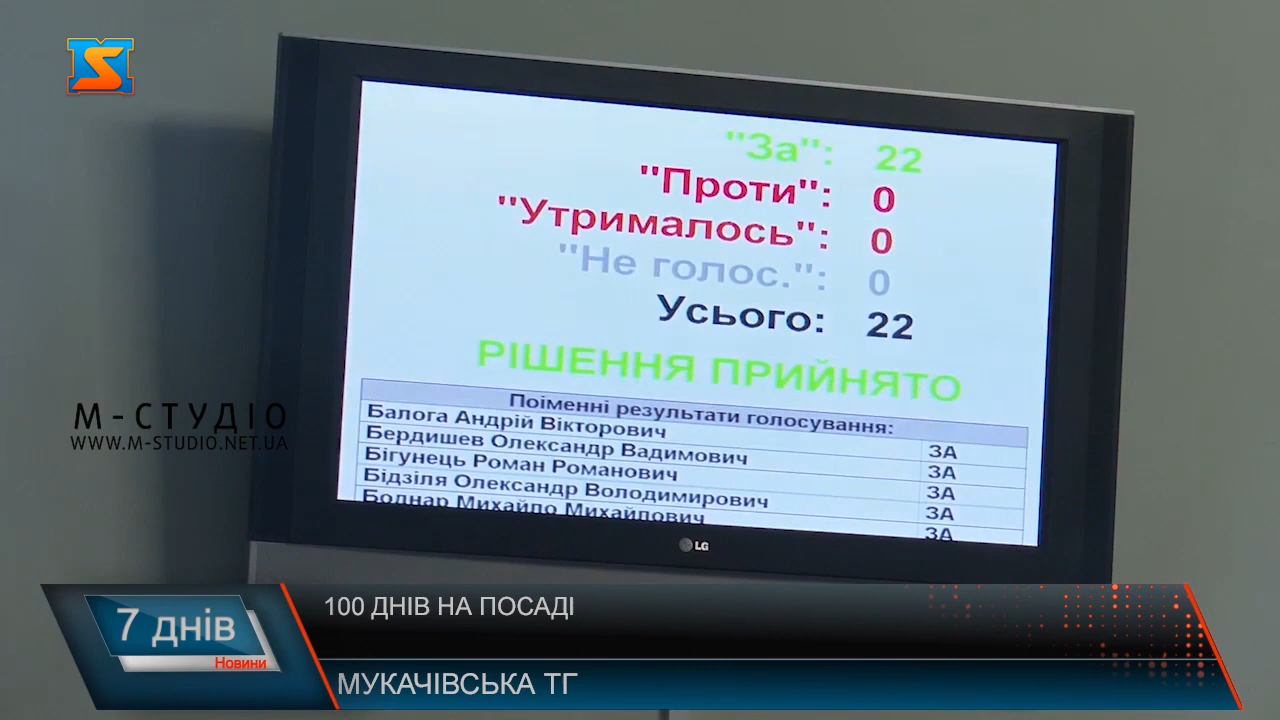 "За": 22
"Проти": 0
"Утрималось": 0
"Не голос.": 0
Усього: 22
РІШЕННЯ ПРИЙНЯТО
Поіменні результати голосування:
Балога Андрій Вікторович ЗА
Бердишев Олександр Вадимович ЗА
Бігунець Роман Романович ЗА
Бідзіля Олександр Володимирович ЗА
Боднар Михайло Михайлович ЗА
LG
М-СТУДІО
WWW.M-STUDIO.NET.UA
7 днів
Новини
100 ДНІВ НА ПОСАДІ
МУКАЧІВСЬКА ТГ